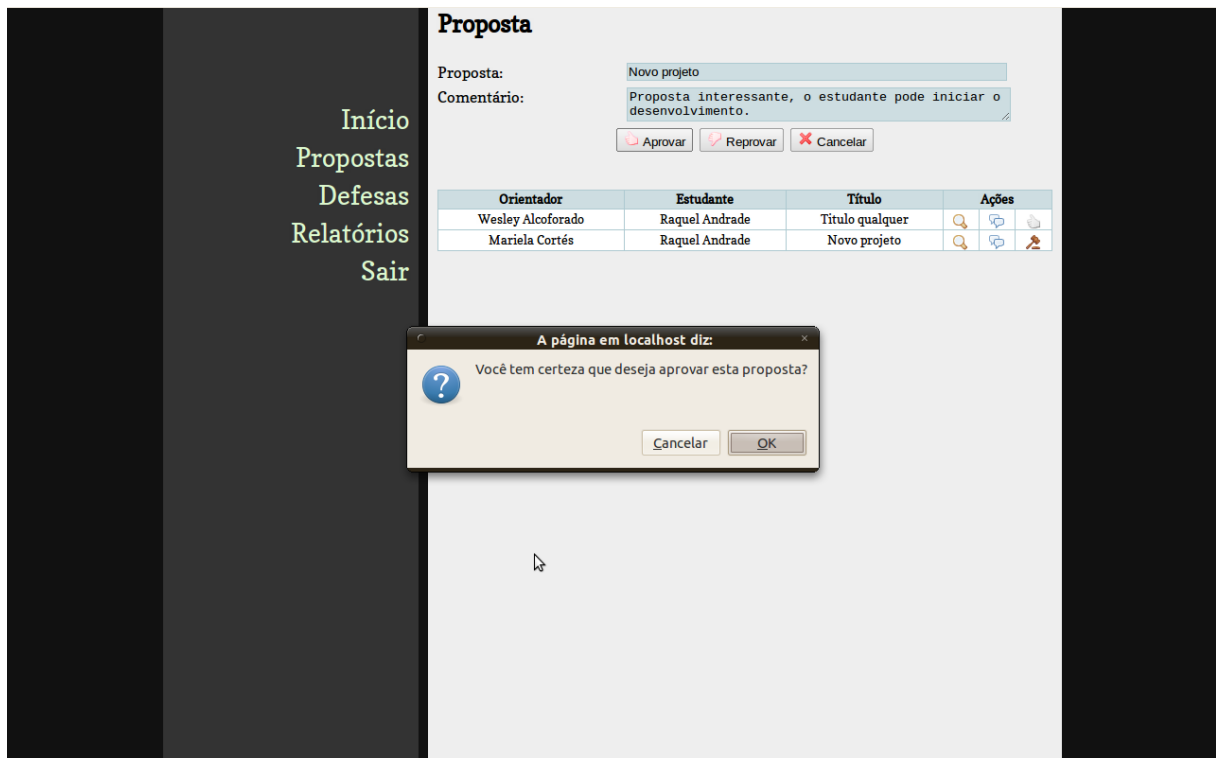 Proposta
Proposta: Novo projeto
Comentário: Proposta interessante, o estudante pode iniciar o
desenvolvimento.
Aprovar Reprovar Cancelar
Início
Propostas
Defesas
Relatórios
Sair
Orientador Estudante Título Ações
Wesley Alcoforado Raquel Andrade Titulo qualquer
Mariela Cortés Raquel Andrade Novo projeto
A página em localhost diz:
Você tem certeza que deseja aprovar esta proposta?
Cancelar OK